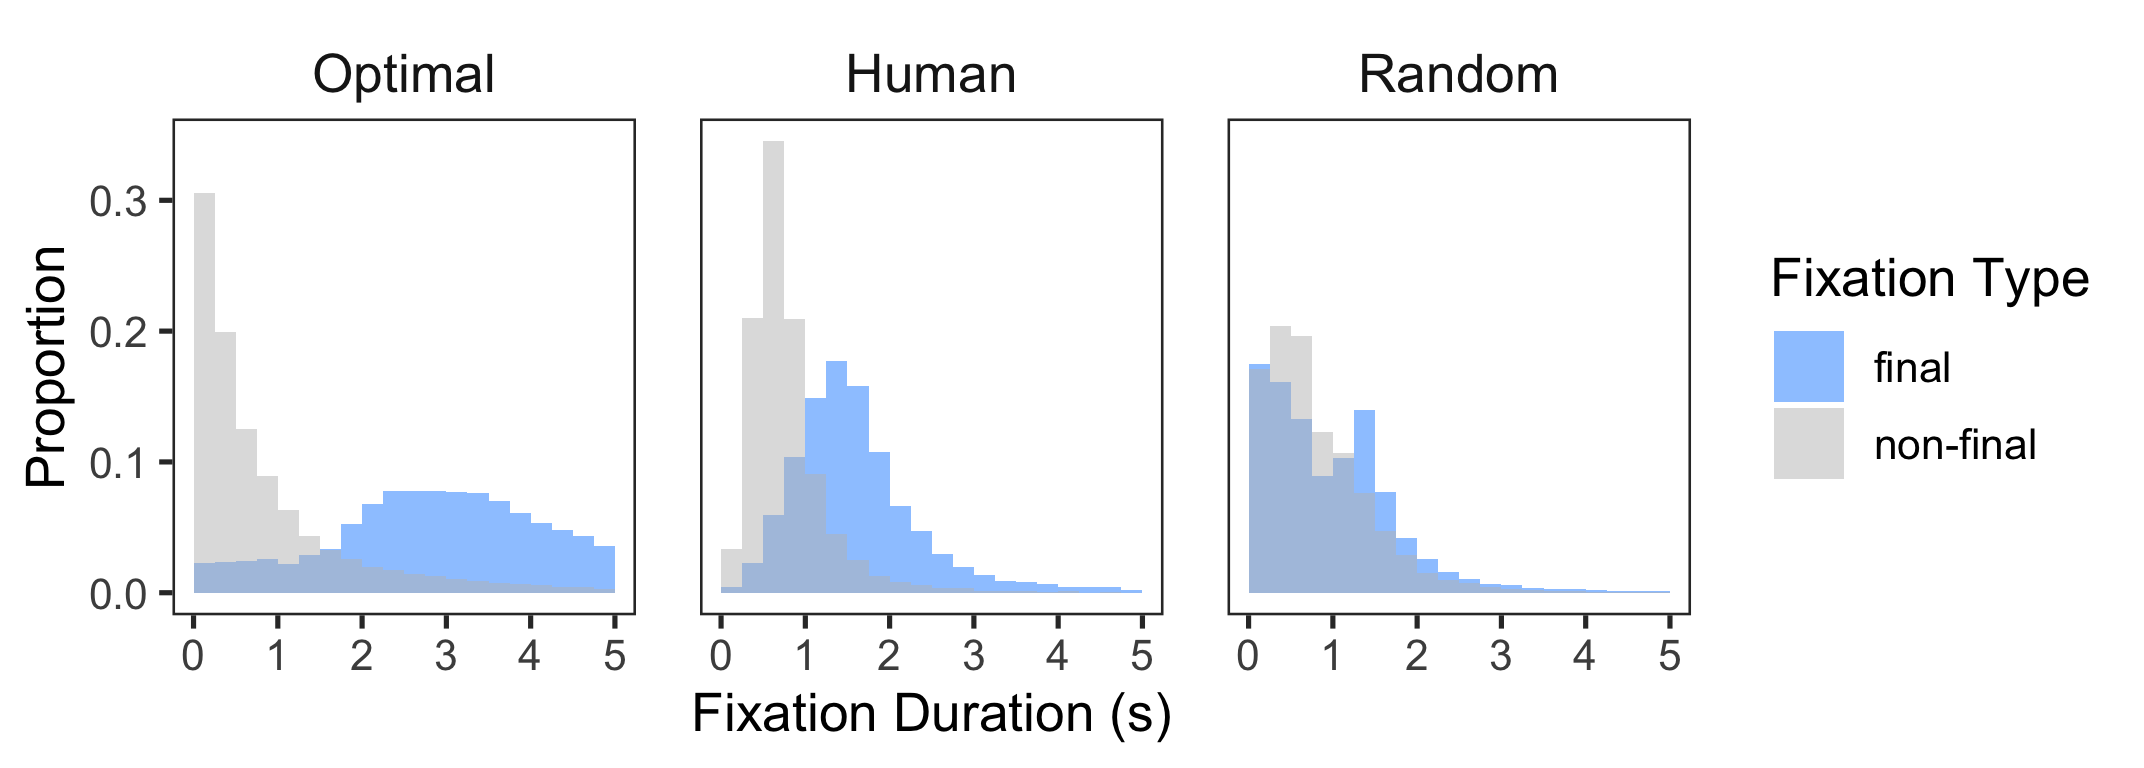 Optimal
Human
Random
Proportion
0.3
0.2
0.1
0.0
0 1 2 3 4 5
0 1 2 3 4 5
0 1 2 3 4 5
Fixation Duration (s)
Fixation Type
final
non-final